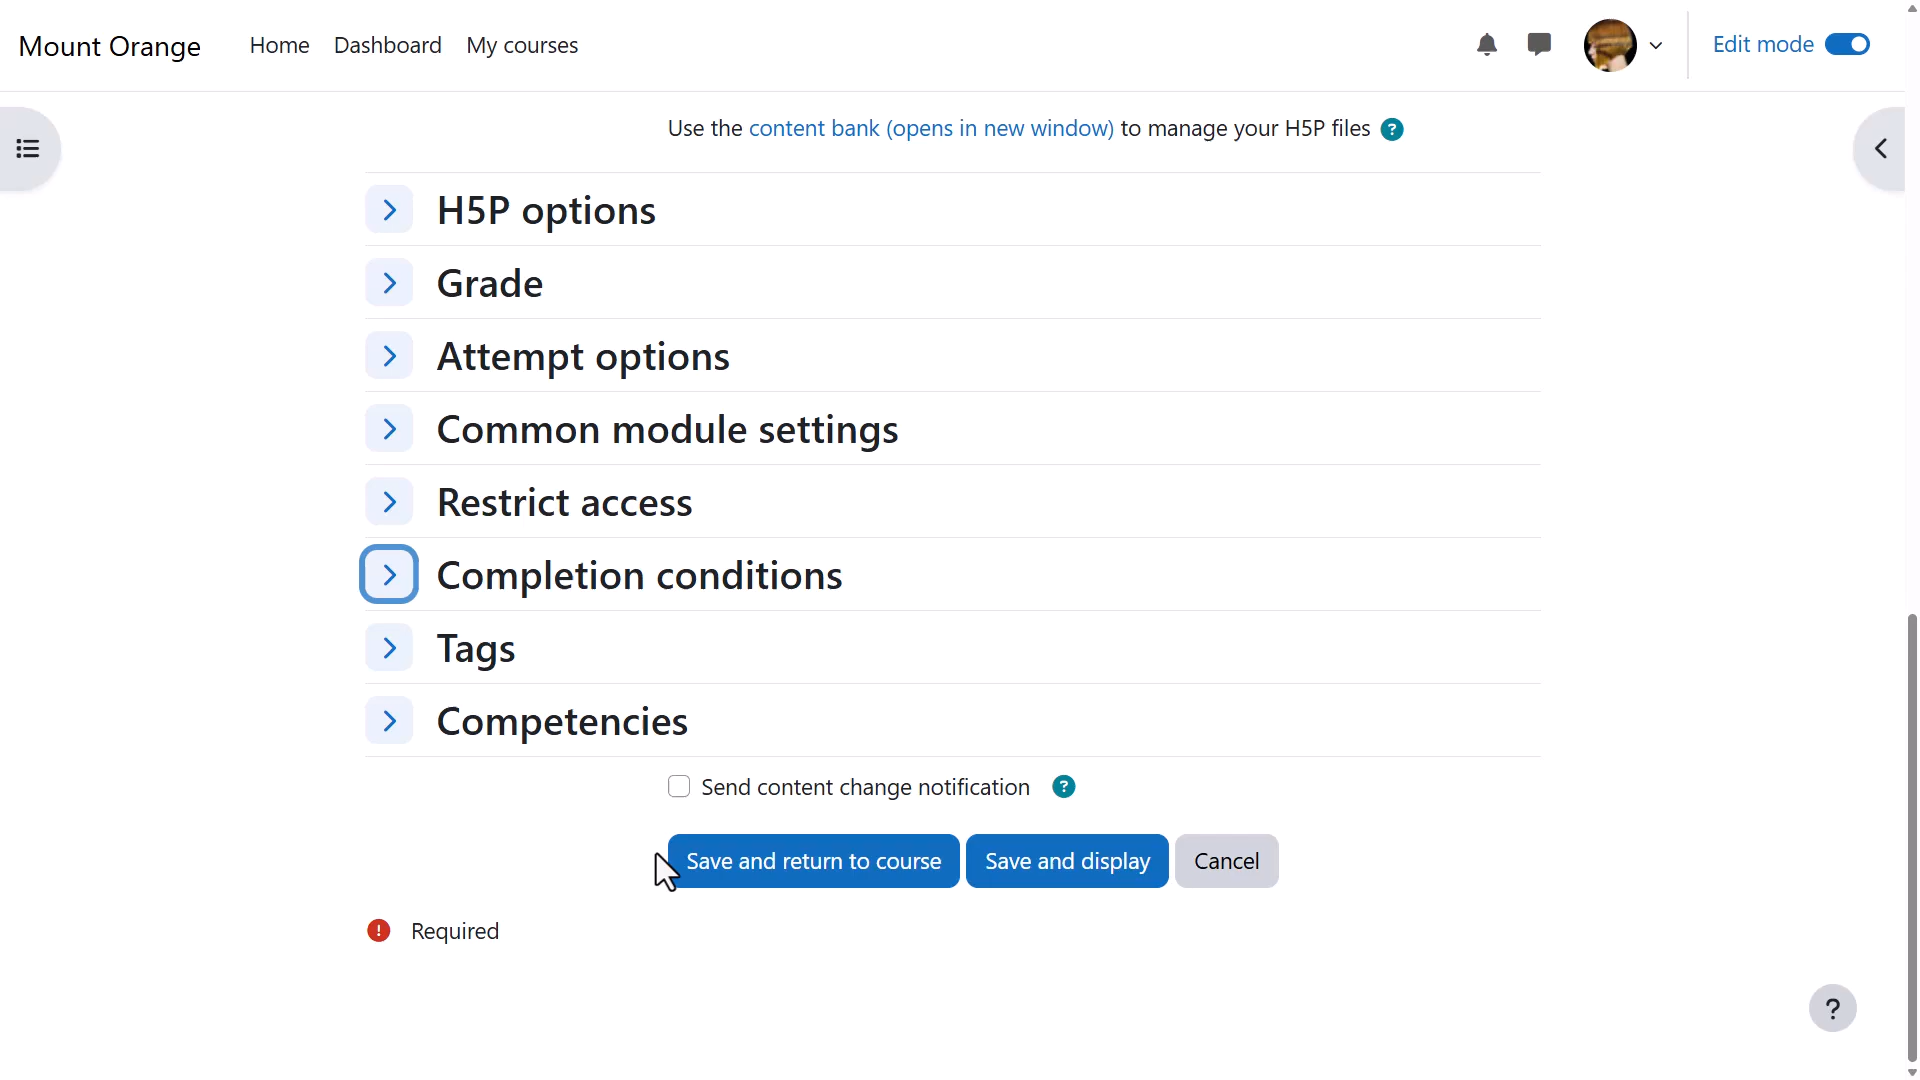 Mount Orange Home Dashboard My courses Edit mode
Use the content bank (opens in new window) to manage your H5P files ?
H5P options
Grade
Attempt options
Common module settings
Restrict access
Completion conditions
Tags
Competencies
Send content change notification ?
Save and return to course Save and display Cancel
! Required
?